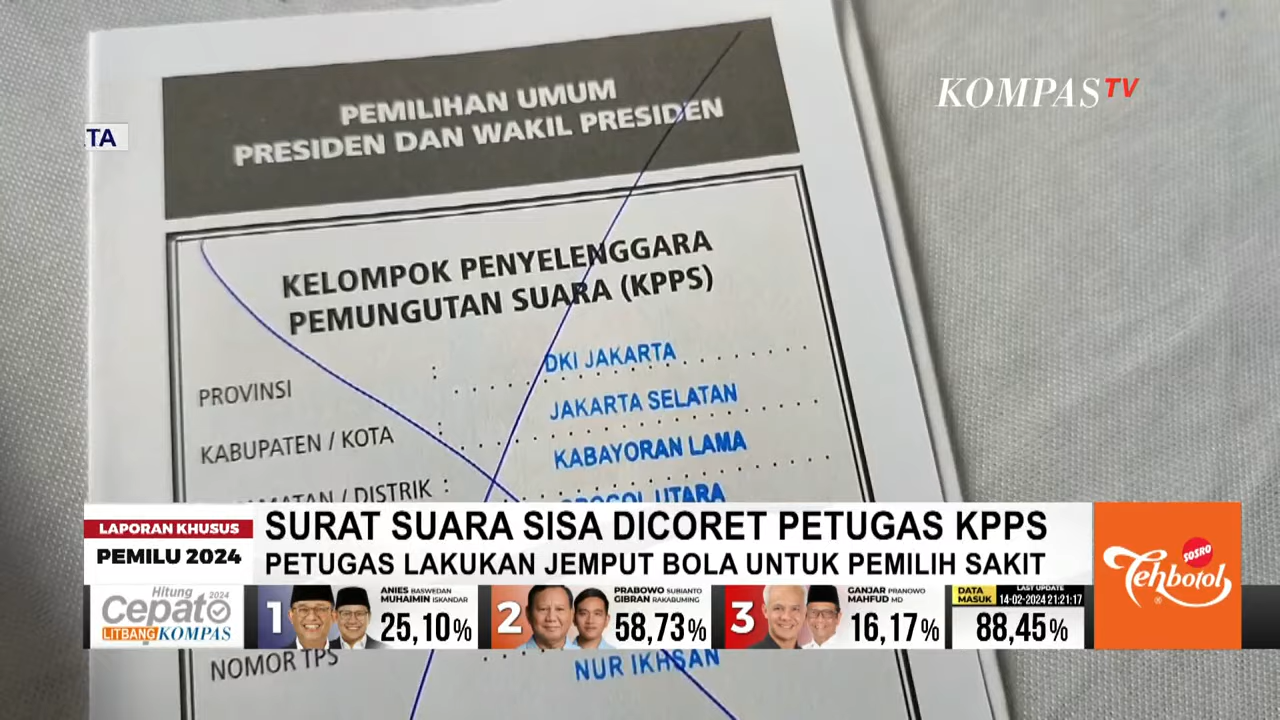 KOMPAS TV
TA
PEMILIHAN UMUM
PRESIDEN DAN WAKIL PRESIDEN
KELOMPOK PENYELENGGARA
PEMUNGUTAN SUARA (KPPS)
PROVINSI : DKI JAKARTA
KABUPATEN / KOTA : JAKARTA SELATAN
KABAYORAN LAMA
/ DISTRIK : UTARA
LAPORAN KHUSUS
PEMILU 2024
SURAT SUARA SISA DICORET PETUGAS KPPS
PETUGAS LAKUKAN JEMPUT BOLA UNTUK PEMILIH SAKIT
Hitung
Cepat 2024
LITBANG KOMPAS
1
ANIES BASWEDAN
MUHAIMIN ISKANDAR
25,10%
2
PRABOWO SUBIANTO
GIBRAN RAKABUMING
58,73%
3
GANJAR PRANOWO
MAHFUD MD
16,17%
DATA
MASUK
LAST UPDATE
14-02-2024 21:21:17
88,45%
SOSRO
Tehbotol
NOMOR TPS
NUR IKHSAN